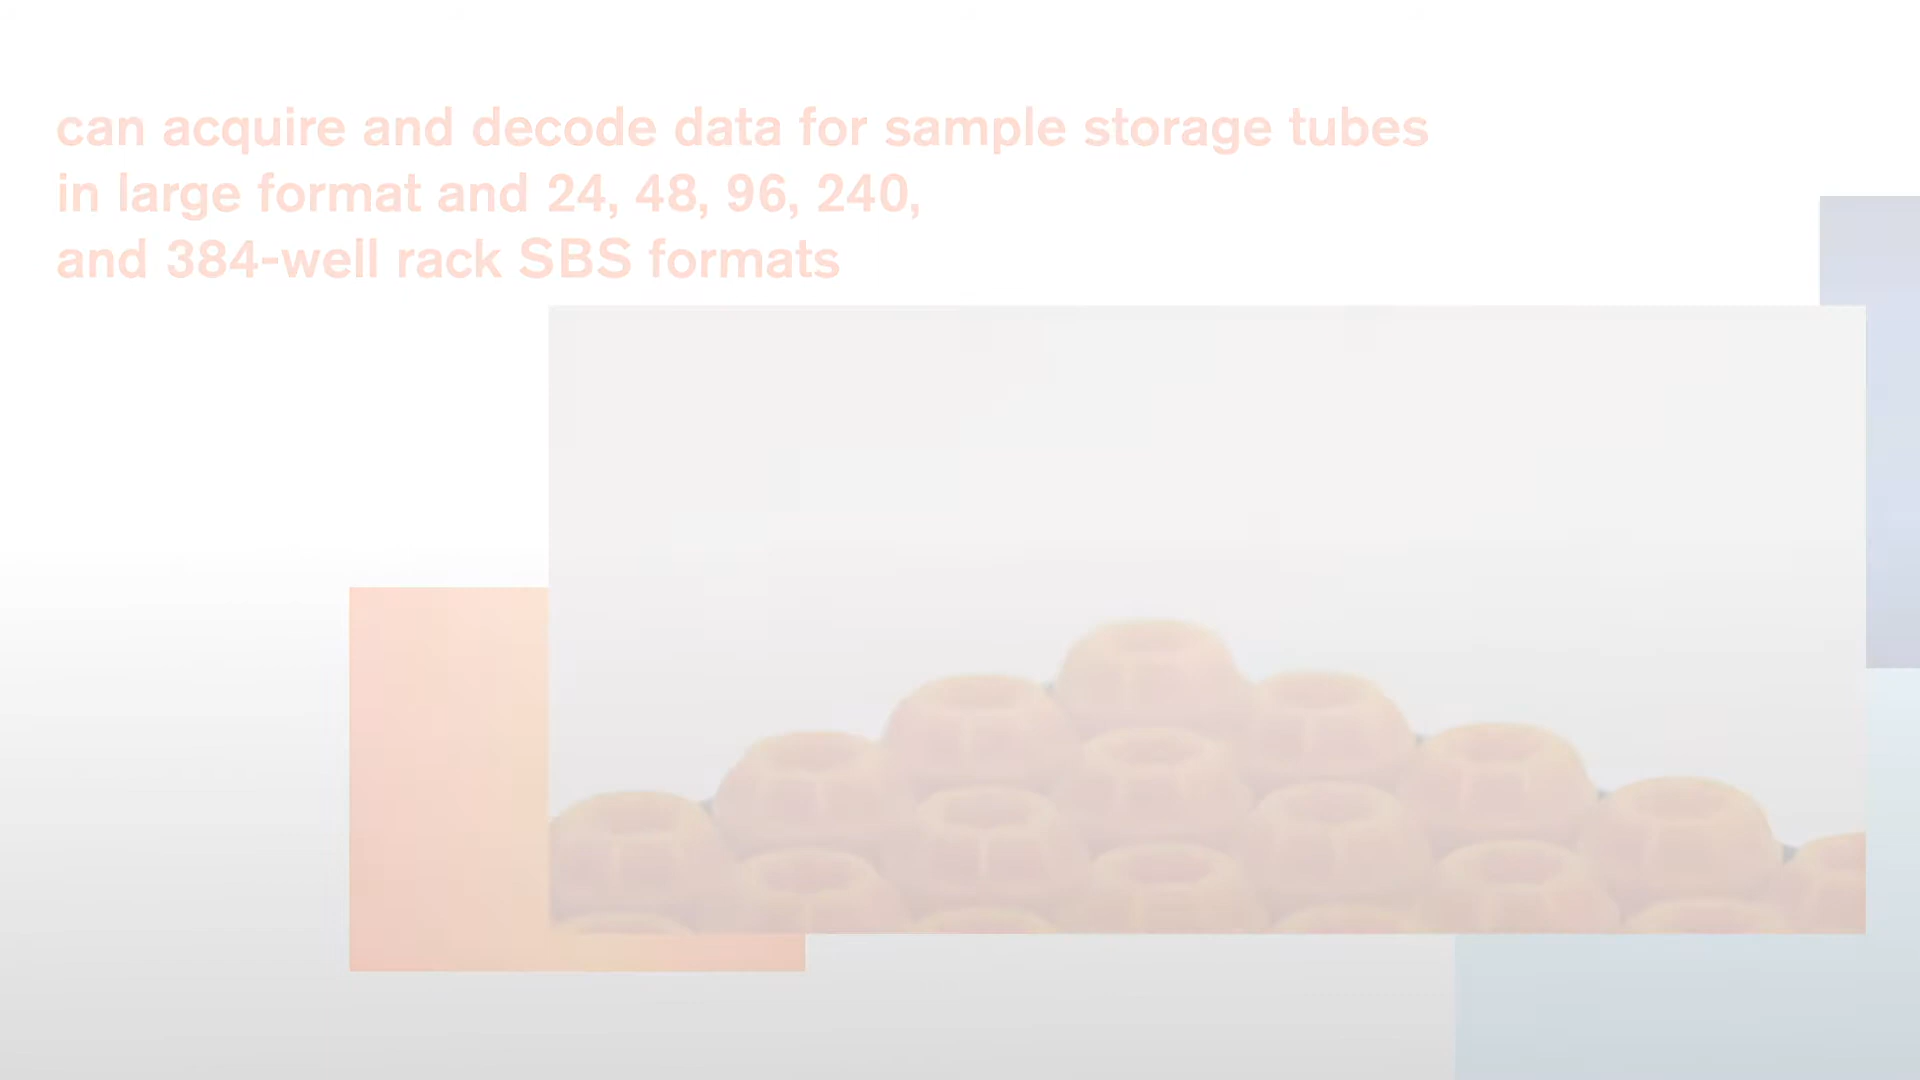 can acquire and decode data for sample storage tubes
in large format and 24, 48, 96, 240,
and 384-well rack SBS formats